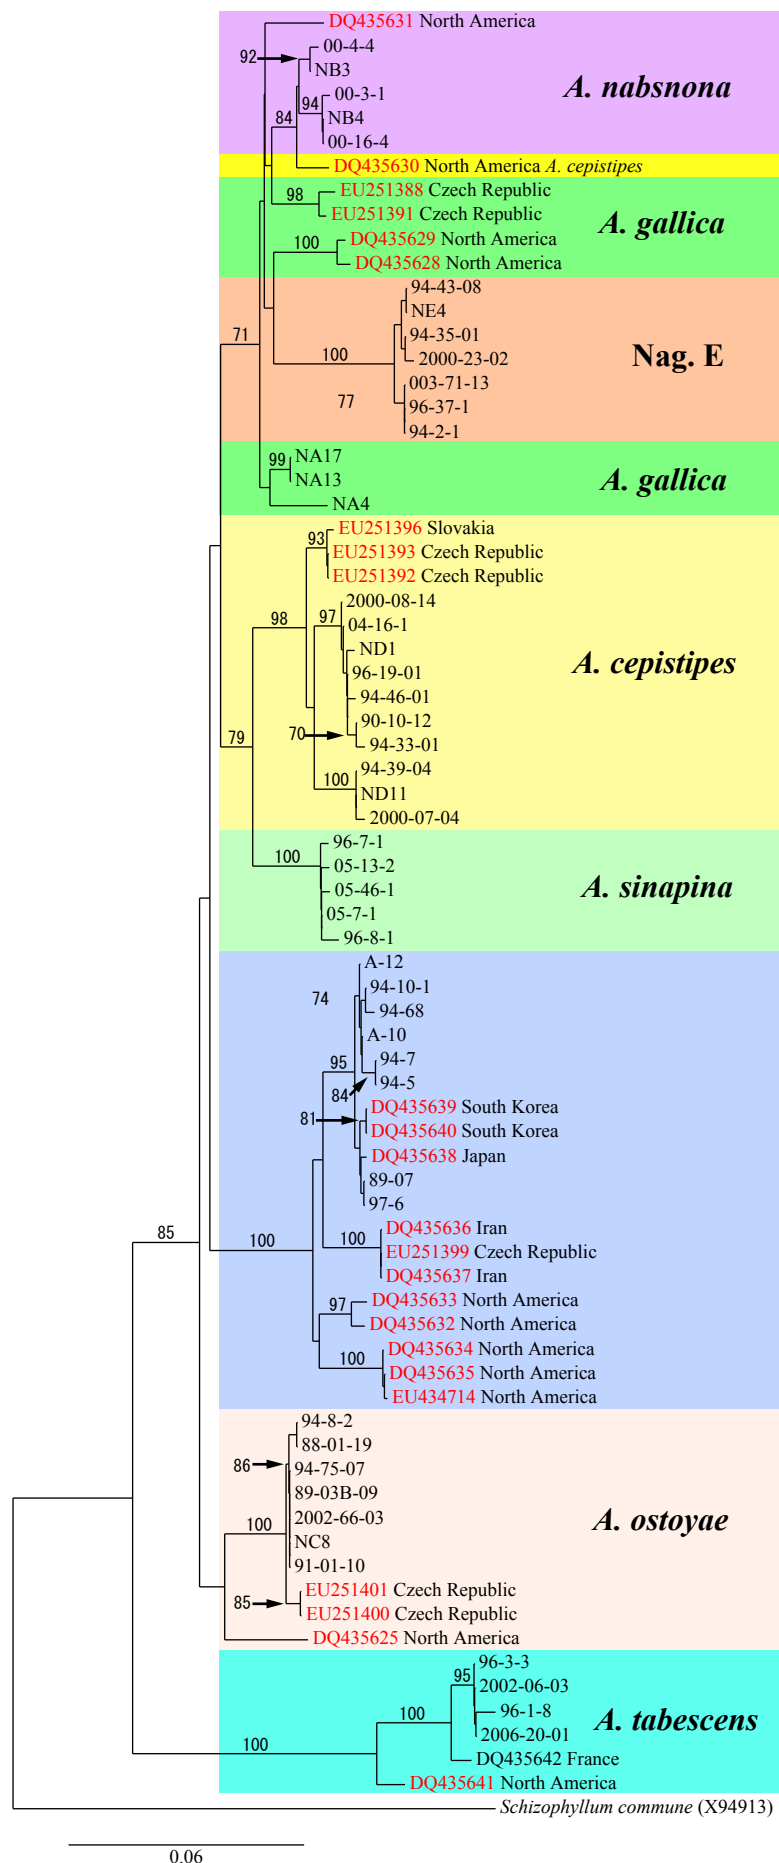 DQ435631 North America
92
00-4-4
NB3
A. nabsnona
94
00-3-1
84
NB4
00-16-4
DQ435630 North America A. cepistipes
EU251388 Czech Republic
98
EU251391 Czech Republic
A. gallica
100
DQ435629 North America
DQ435628 North America
94-43-08
NE4
71
94-35-01
100
2000-23-02
Nag. E
003-71-13
77
96-37-1
94-2-1
99
NA17
NA13
A. gallica
NA4
EU251396 Slovakia
93
EU251393 Czech Republic
EU251392 Czech Republic
2000-08-14
98
97
04-16-1
ND1
A. cepistipes
96-19-01
94-46-01
90-10-12
79
70
94-33-01
94-39-04
100
ND11
2000-07-04
96-7-1
100
05-13-2
05-46-1
A. sinapina
05-7-1
96-8-1
A-12
94-10-1
74
94-68
A-10
95
94-7
84
94-5
DQ435639 South Korea
81
DQ435640 South Korea
DQ435638 Japan
89-07
97-6
DQ435636 Iran
85
100
100
EU251399 Czech Republic
DQ435637 Iran
DQ435633 North America
97
DQ435632 North America
DQ435634 North America
100
DQ435635 North America
EU434714 North America
94-8-2
88-01-19
86
94-75-07
89-03B-09
100
2002-66-03
A. ostoyae
NC8
91-01-10
EU251401 Czech Republic
85
EU251400 Czech Republic
DQ435625 North America
96-3-3
95
2002-06-03
96-1-8
A. tabescens
100
2006-20-01
100
DQ435642 France
DQ435641 North America
Schizophyllum commune (X94913)
0.06